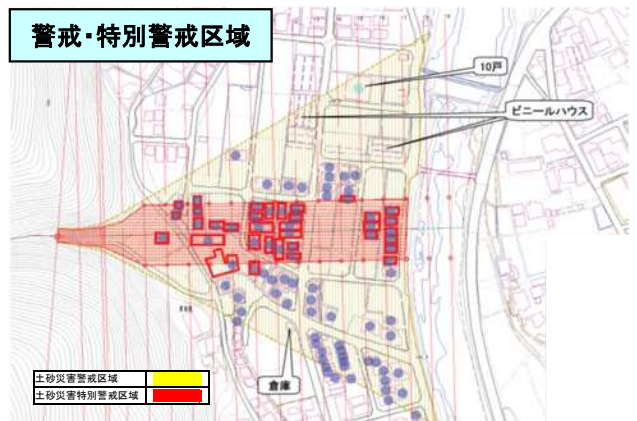 警戒・特別警戒区域
10戸
ビニールハウス
倉庫
土砂災害警戒区域
土砂災害特別警戒区域